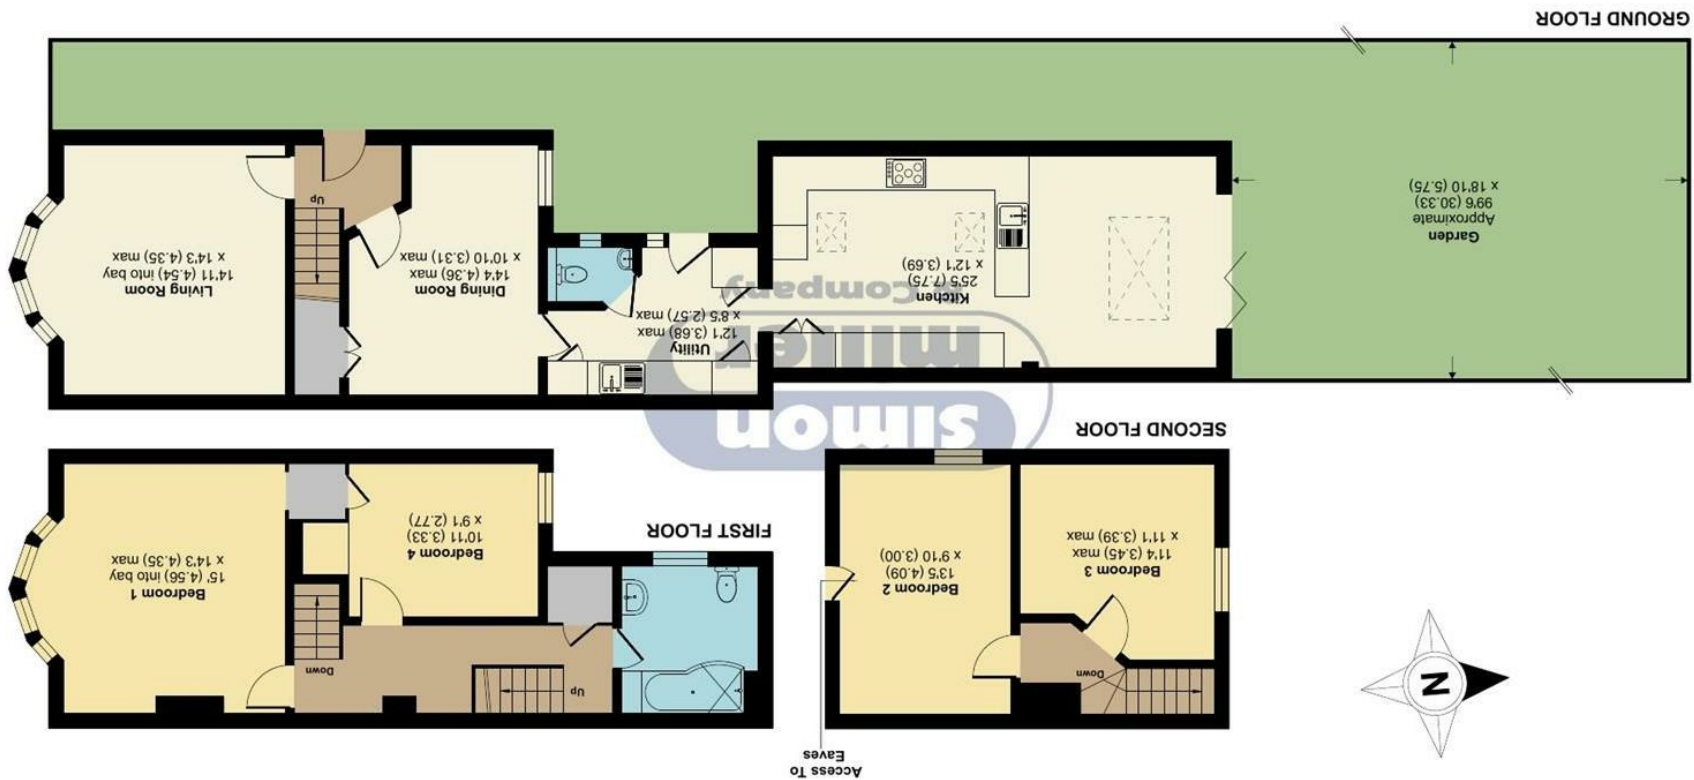 Access To
Eaves
Down
Bedroom 3
11'4 (3.45) max
x 11'1 (3.39) max
Bedroom 2
13'5 (4.09)
x 9'10 (3.00)
SECOND FLOOR
Up
Down
Bedroom 1
15' (4.56) into bay
x 14'3 (4.35) max
Bedroom 4
10'11 (3.33)
x 9'1 (2.77)
FIRST FLOOR
simon
miller
& company
Utility
12'1 (3.68) max
x 8'5 (2.57) max
Kitchen
25'5 (7.75)
x 12'1 (3.69)
Dining Room
14'4 (4.36) max
x 10'10 (3.31) max
Living Room
14'11 (4.54) into bay
x 14'3 (4.35) max
Up
Garden
Approximate
99'6 (30.33)
x 18'10 (5.75)
GROUND FLOOR
N